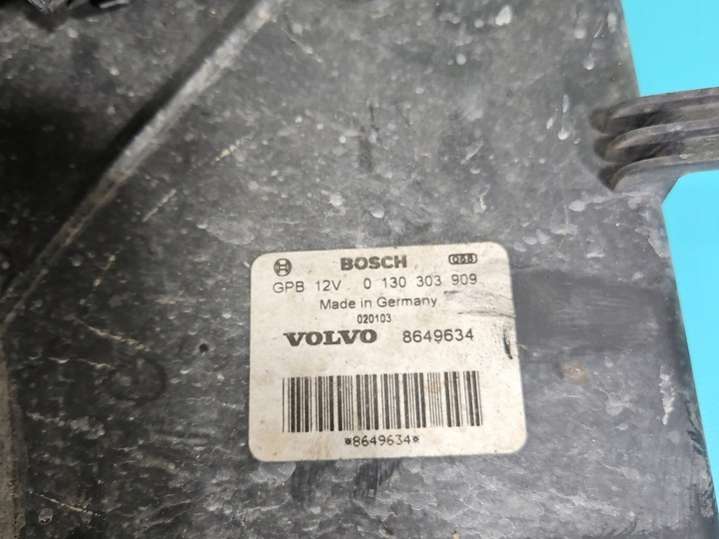 BOSCH
GPB 12V 0 130 303 909
Made in Germany
020103
VOLVO 8649634
*8649634*